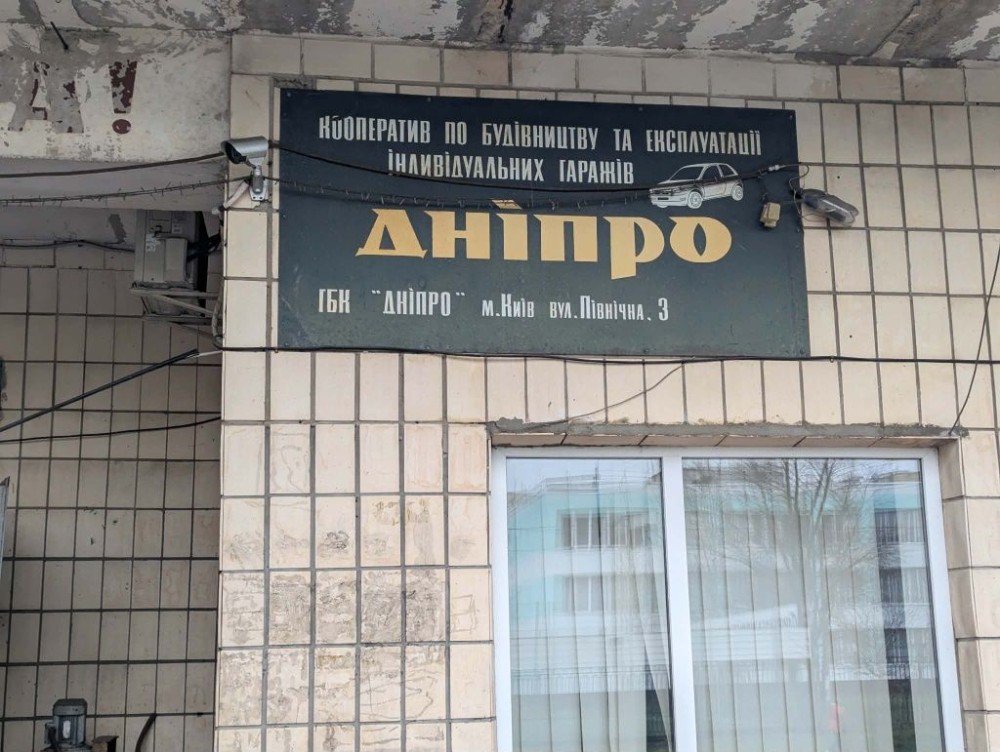 КООПЕРАТИВ ПО БУДІВНИЦТВУ ТА ЕКСПЛУАТАЦІЇ
ІНДИВІДУАЛЬНИХ ГАРАЖІВ
ДНІПРО
ГБК "ДНІПРО" м.Київ вул.Північна. 3